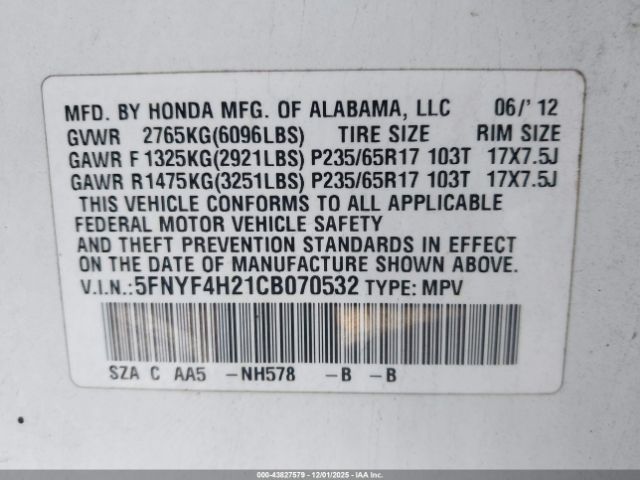 MFD. BY HONDA MFG. OF ALABAMA, LLC 06/'12
GVWR 2765KG(6096LBS) TIRE SIZE RIM SIZE
GAWR F 1325KG(2921LBS) P235/65R17 103T 17X7.5J
GAWR R1475KG(3251LBS) P235/65R17 103T 17X7.5J
THIS VEHICLE CONFORMS TO ALL APPLICABLE
FEDERAL MOTOR VEHICLE SAFETY
AND THEFT PREVENTION STANDARDS IN EFFECT
ON THE DATE OF MANUFACTURE SHOWN ABOVE.
V.I.N.:5FNYF4H21CB070532 TYPE: MPV
SZA C AA5 -NH578 -B -B
000-43827579 - 12/01/2025 - IAAI.CA